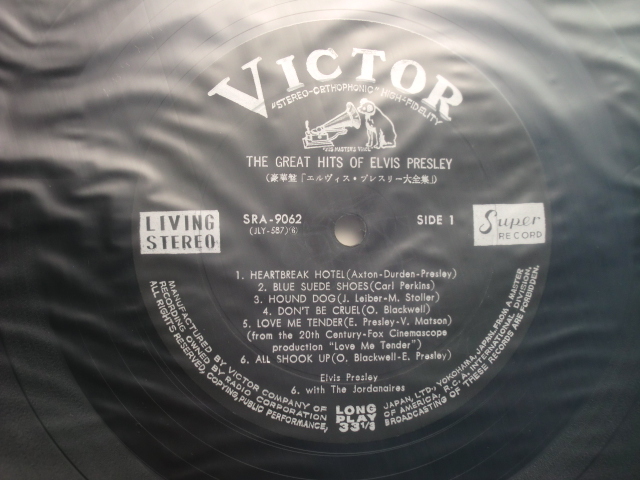 VICTOR
"STEREO-ORTHOPHONIC" HIGH-FIDELITY
"HIS MASTER'S VOICE"
THE GREAT HITS OF ELVIS PRESLEY
(豪華盤「エルヴィス・プレスリー大全集」)
LIVING
STEREO
SRA-9062
(JLY-587)⑥
SIDE 1
Super
RECORD
1. HEARTBREAK HOTEL(Axton-Durden-Presley)
2. BLUE SUEDE SHOES(Carl Perkins)
3. HOUND DOG(J. Leiber-M. Stoller)
4. DON'T BE CRUEL(O. Blackwell)
5. LOVE ME TENDER(E. Presley-V. Matson)
(from the 20th Century-Fox Cinemascope
production "Love Me Tender")
6. ALL SHOOK UP(O. Blackwell-E. Presley)
Elvis Presley
6. with The Jordanaires
LONG
PLAY
33 1/3
MANUFACTURED BY VICTOR COMPANY OF JAPAN, LTD., YOKOHAMA, JAPAN, FROM A MASTER
RECORDING OWNED BY RADIO CORPORATION OF AMERICA, R.C.A. INTERNATIONAL DIVISION.
ALL RIGHTS RESERVED, COPYING, PUBLIC PERFORMANCE, BROADCASTING OF THESE RECORDS ARE FORBIDDEN.